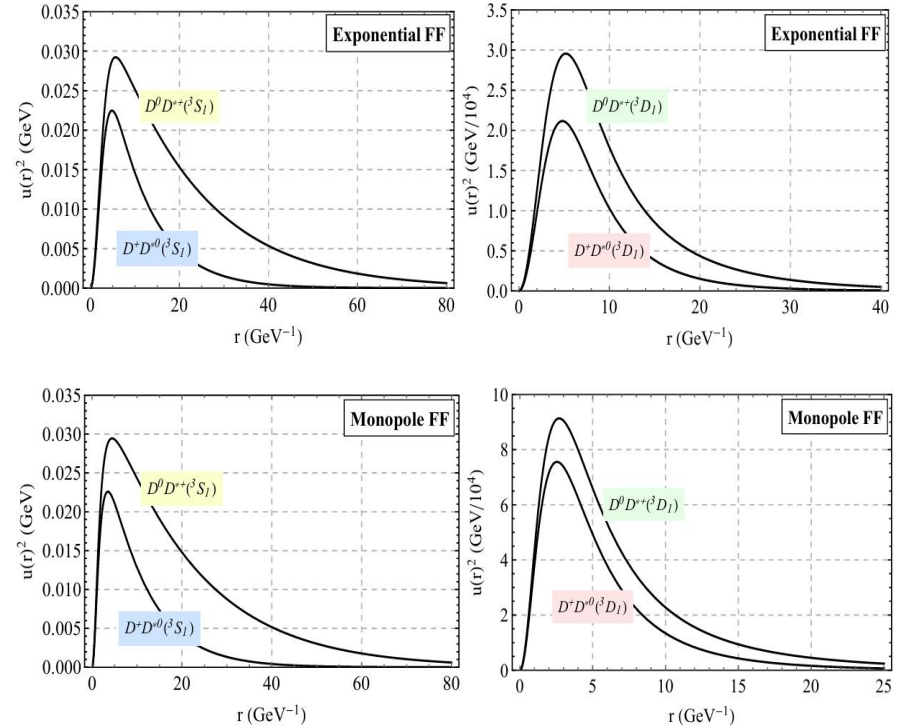 Exponential FF
u(r)² (GeV)
0.035
0.030
0.025
0.020
0.015
0.010
0.005
0.000
D⁰D*⁺(³S₁)
D⁺D*⁰(³S₁)
0 20 40 60 80
r (GeV⁻¹)
Exponential FF
u(r)² (GeV/10⁴)
3.5
3.0
2.5
2.0
1.5
1.0
0.5
0.0
D⁰D*⁺(³D₁)
D⁺D*⁰(³D₁)
0 10 20 30 40
r (GeV⁻¹)
Monopole FF
u(r)² (GeV)
0.035
0.030
0.025
0.020
0.015
0.010
0.005
0.000
D⁰D*⁺(³S₁)
D⁺D*⁰(³S₁)
0 20 40 60 80
r (GeV⁻¹)
Monopole FF
u(r)² (GeV/10⁴)
10
8
6
4
2
0
D⁰D*⁺(³D₁)
D⁺D*⁰(³D₁)
0 5 10 15 20 25
r (GeV⁻¹)